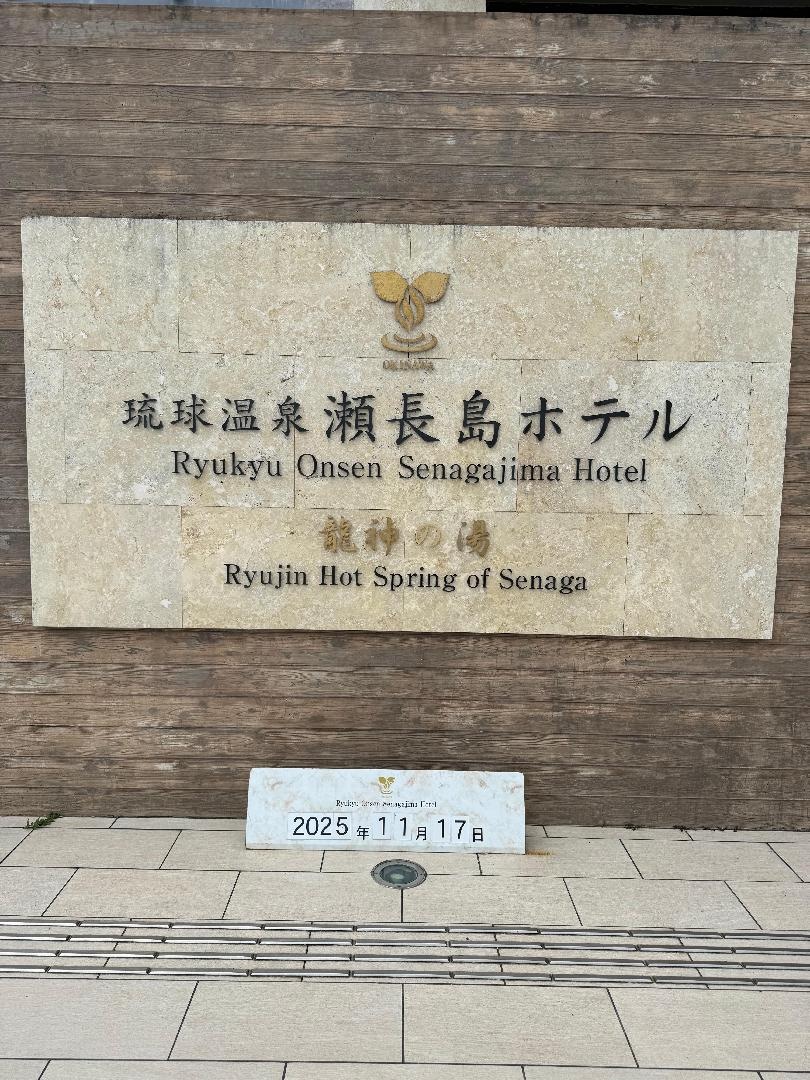 OKINAWA
琉球温泉 瀬長島ホテル
Ryukyu Onsen Senagajima Hotel
龍神の湯
Ryujin Hot Spring of Senaga
Ryukyu Onsen Senagajima Hotel
2025年11月17日